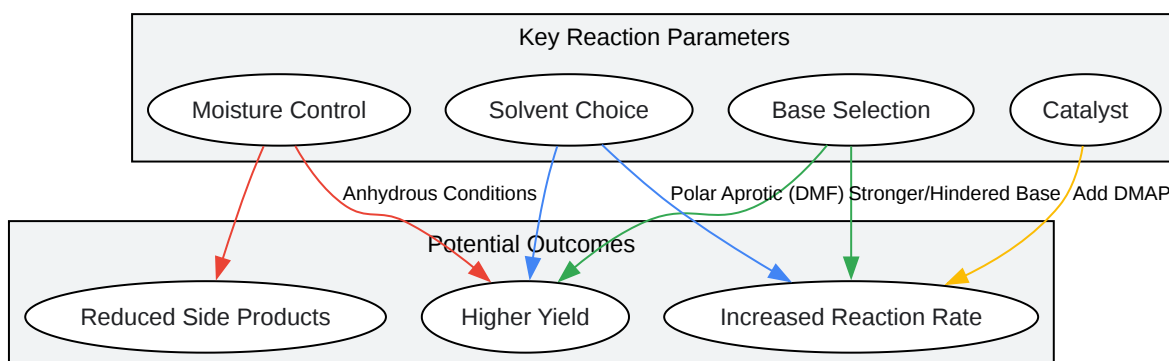 Key Reaction Parameters
Moisture Control
Solvent Choice
Base Selection
Catalyst
Anhydrous Conditions
Polar Aprotic (DMF)
Stronger/Hindered Base
Add DMAP
Potential Outcomes
Reduced Side Products
Higher Yield
Increased Reaction Rate